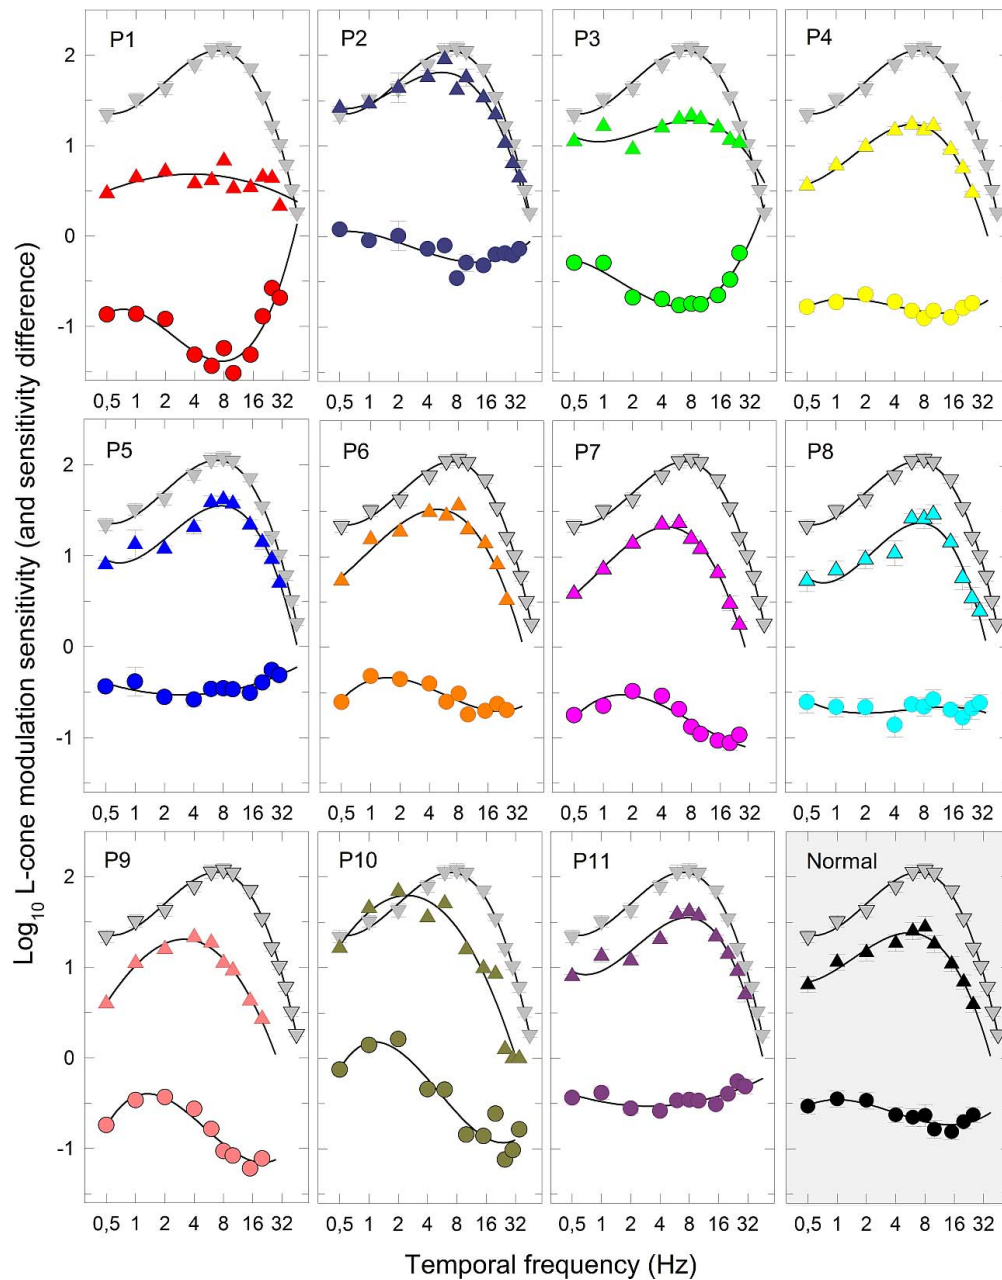 P1 P2 P3 P4
2
1
0
-1
0,5 1 2 4 8 16 32 0,5 1 2 4 8 16 32 0,5 1 2 4 8 16 32 0,5 1 2 4 8 16 32
P5 P6 P7 P8
2
1
0
-1
0,5 1 2 4 8 16 32 0,5 1 2 4 8 16 32 0,5 1 2 4 8 16 32 0,5 1 2 4 8 16 32
P9 P10 P11 Normal
2
1
0
-1
0,5 1 2 4 8 16 32 0,5 1 2 4 8 16 32 0,5 1 2 4 8 16 32 0,5 1 2 4 8 16 32
Log10 L-cone modulation sensitivity (and sensitivity difference)
Temporal frequency (Hz)